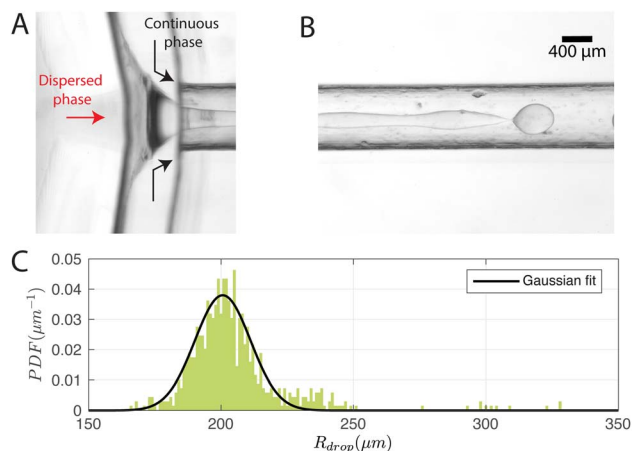 A
Continuous
phase
Dispersed
phase
B
400 μm
C
PDF(μm⁻¹)
0.05
0.04
0.03
0.02
0.01
0
Gaussian fit
150
200
250
300
350
R_drop(μm)